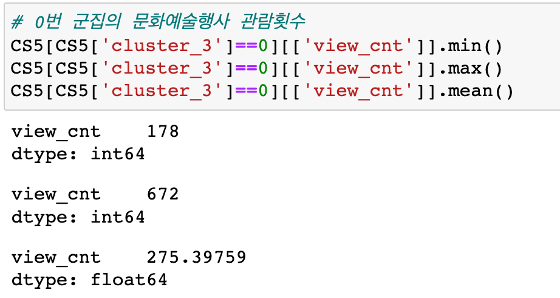 # 0번 군집의 문화예술행사 관람횟수
CS5[CS5['cluster_3']==0][['view_cnt']].min()
CS5[CS5['cluster_3']==0][['view_cnt']].max()
CS5[CS5['cluster_3']==0][['view_cnt']].mean()
view_cnt    178
dtype: int64
view_cnt    672
dtype: int64
view_cnt    275.39759
dtype: float64